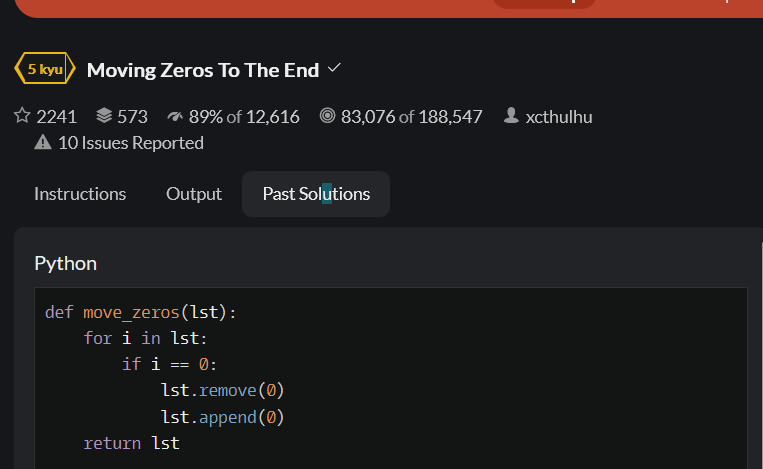 5 kyu Moving Zeros To The End
2241 573 89% of 12,616 83,076 of 188,547 xcthulhu
10 Issues Reported
Instructions Output Past Solutions
Python
def move_zeros(lst):
    for i in lst:
        if i == 0:
            lst.remove(0)
            lst.append(0)
    return lst